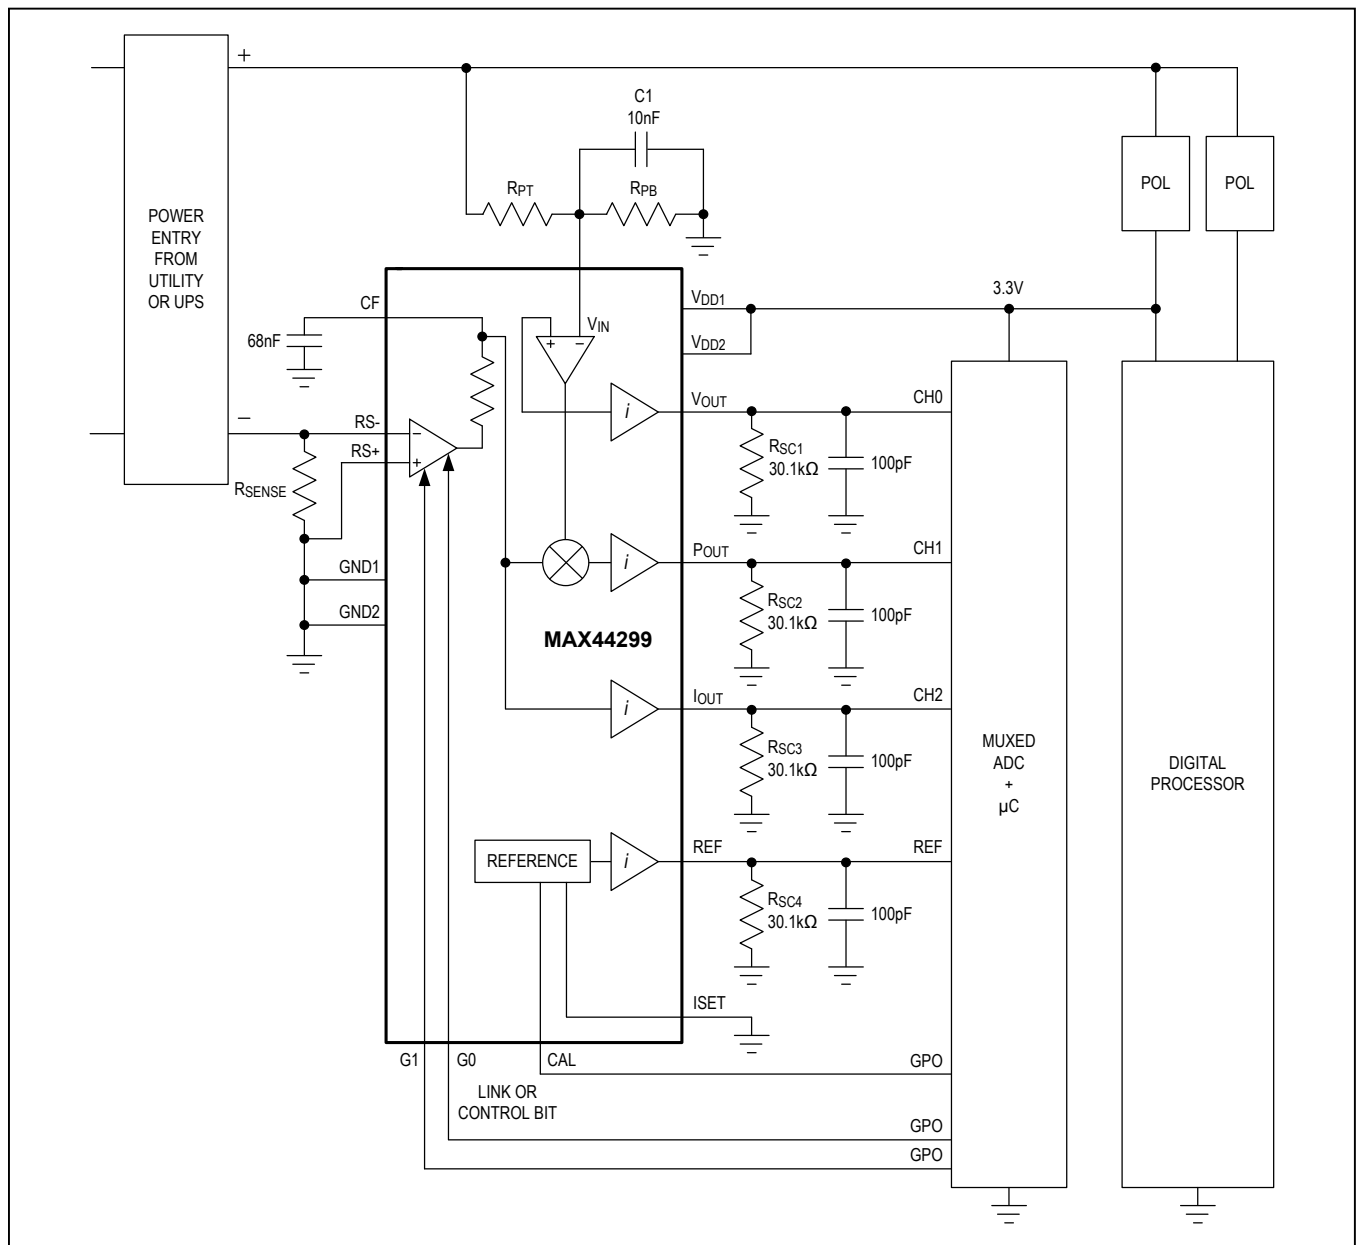 +
C1
10nF
RPT
RPB
POL
POL
POWER
ENTRY
FROM
UTILITY
OR UPS
3.3V
CF
VDD1
VIN
68nF
+
−
VDD2
−
RS-
−
i
VOUT
CH0
RS+
+
RSENSE
RSC1
30.1kΩ
100pF
GND1
i
POUT
CH1
GND2
RSC2
30.1kΩ
100pF
MAX44299
i
IOUT
CH2
RSC3
30.1kΩ
100pF
MUXED
ADC
+
µC
DIGITAL
PROCESSOR
REFERENCE
i
REF
REF
RSC4
30.1kΩ
100pF
ISET
G1
G0
CAL
GPO
LINK OR
CONTROL BIT
GPO
GPO